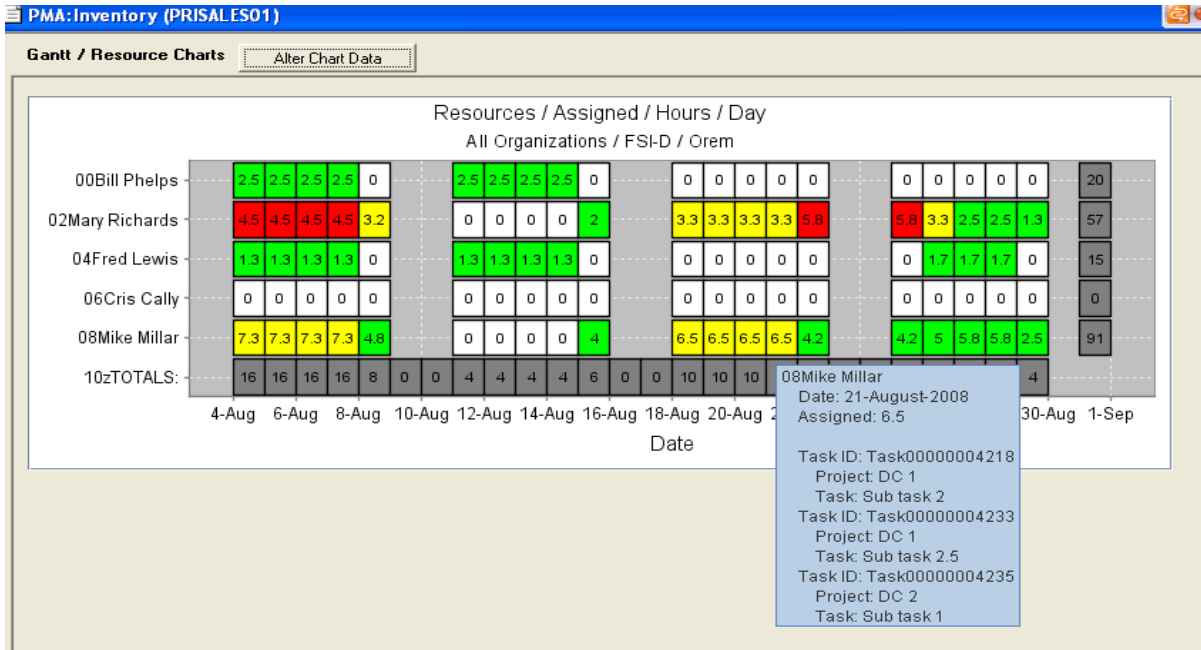 PMA:Inventory (PRISALES01)
Gantt / Resource Charts Alter Chart Data
Resources / Assigned / Hours / Day
All Organizations / FSI-D / Orem
00Bill Phelps 2.5 2.5 2.5 2.5 0 2.5 2.5 2.5 2.5 0 0 0 0 0 0 0 0 0 0 0 20
02Mary Richards 4.5 4.5 4.5 4.5 3.2 0 0 0 0 2 3.3 3.3 3.3 3.3 5.8 5.8 3.3 2.5 2.5 1.3 57
04Fred Lewis 1.3 1.3 1.3 1.3 0 1.3 1.3 1.3 1.3 0 0 0 0 0 0 0 1.7 1.7 1.7 0 15
06Cris Cally 0 0 0 0 0 0 0 0 0 0 0 0 0 0 0 0 0 0 0 0 0
08Mike Millar 7.3 7.3 7.3 7.3 4.8 0 0 0 0 4 6.5 6.5 6.5 6.5 4.2 4.2 5 5.8 5.8 2.5 91
10zTOTALS: 16 16 16 16 8 0 0 4 4 4 4 6 0 0 10 10 10 4
4-Aug 6-Aug 8-Aug 10-Aug 12-Aug 14-Aug 16-Aug 18-Aug 20-Aug 30-Aug 1-Sep
Date
08Mike Millar
Date: 21-August-2008
Assigned: 6.5
Task ID: Task00000004218
Project: DC 1
Task: Sub task 2
Task ID: Task00000004233
Project: DC 1
Task: Sub task 2.5
Task ID: Task00000004235
Project: DC 2
Task: Sub task 1